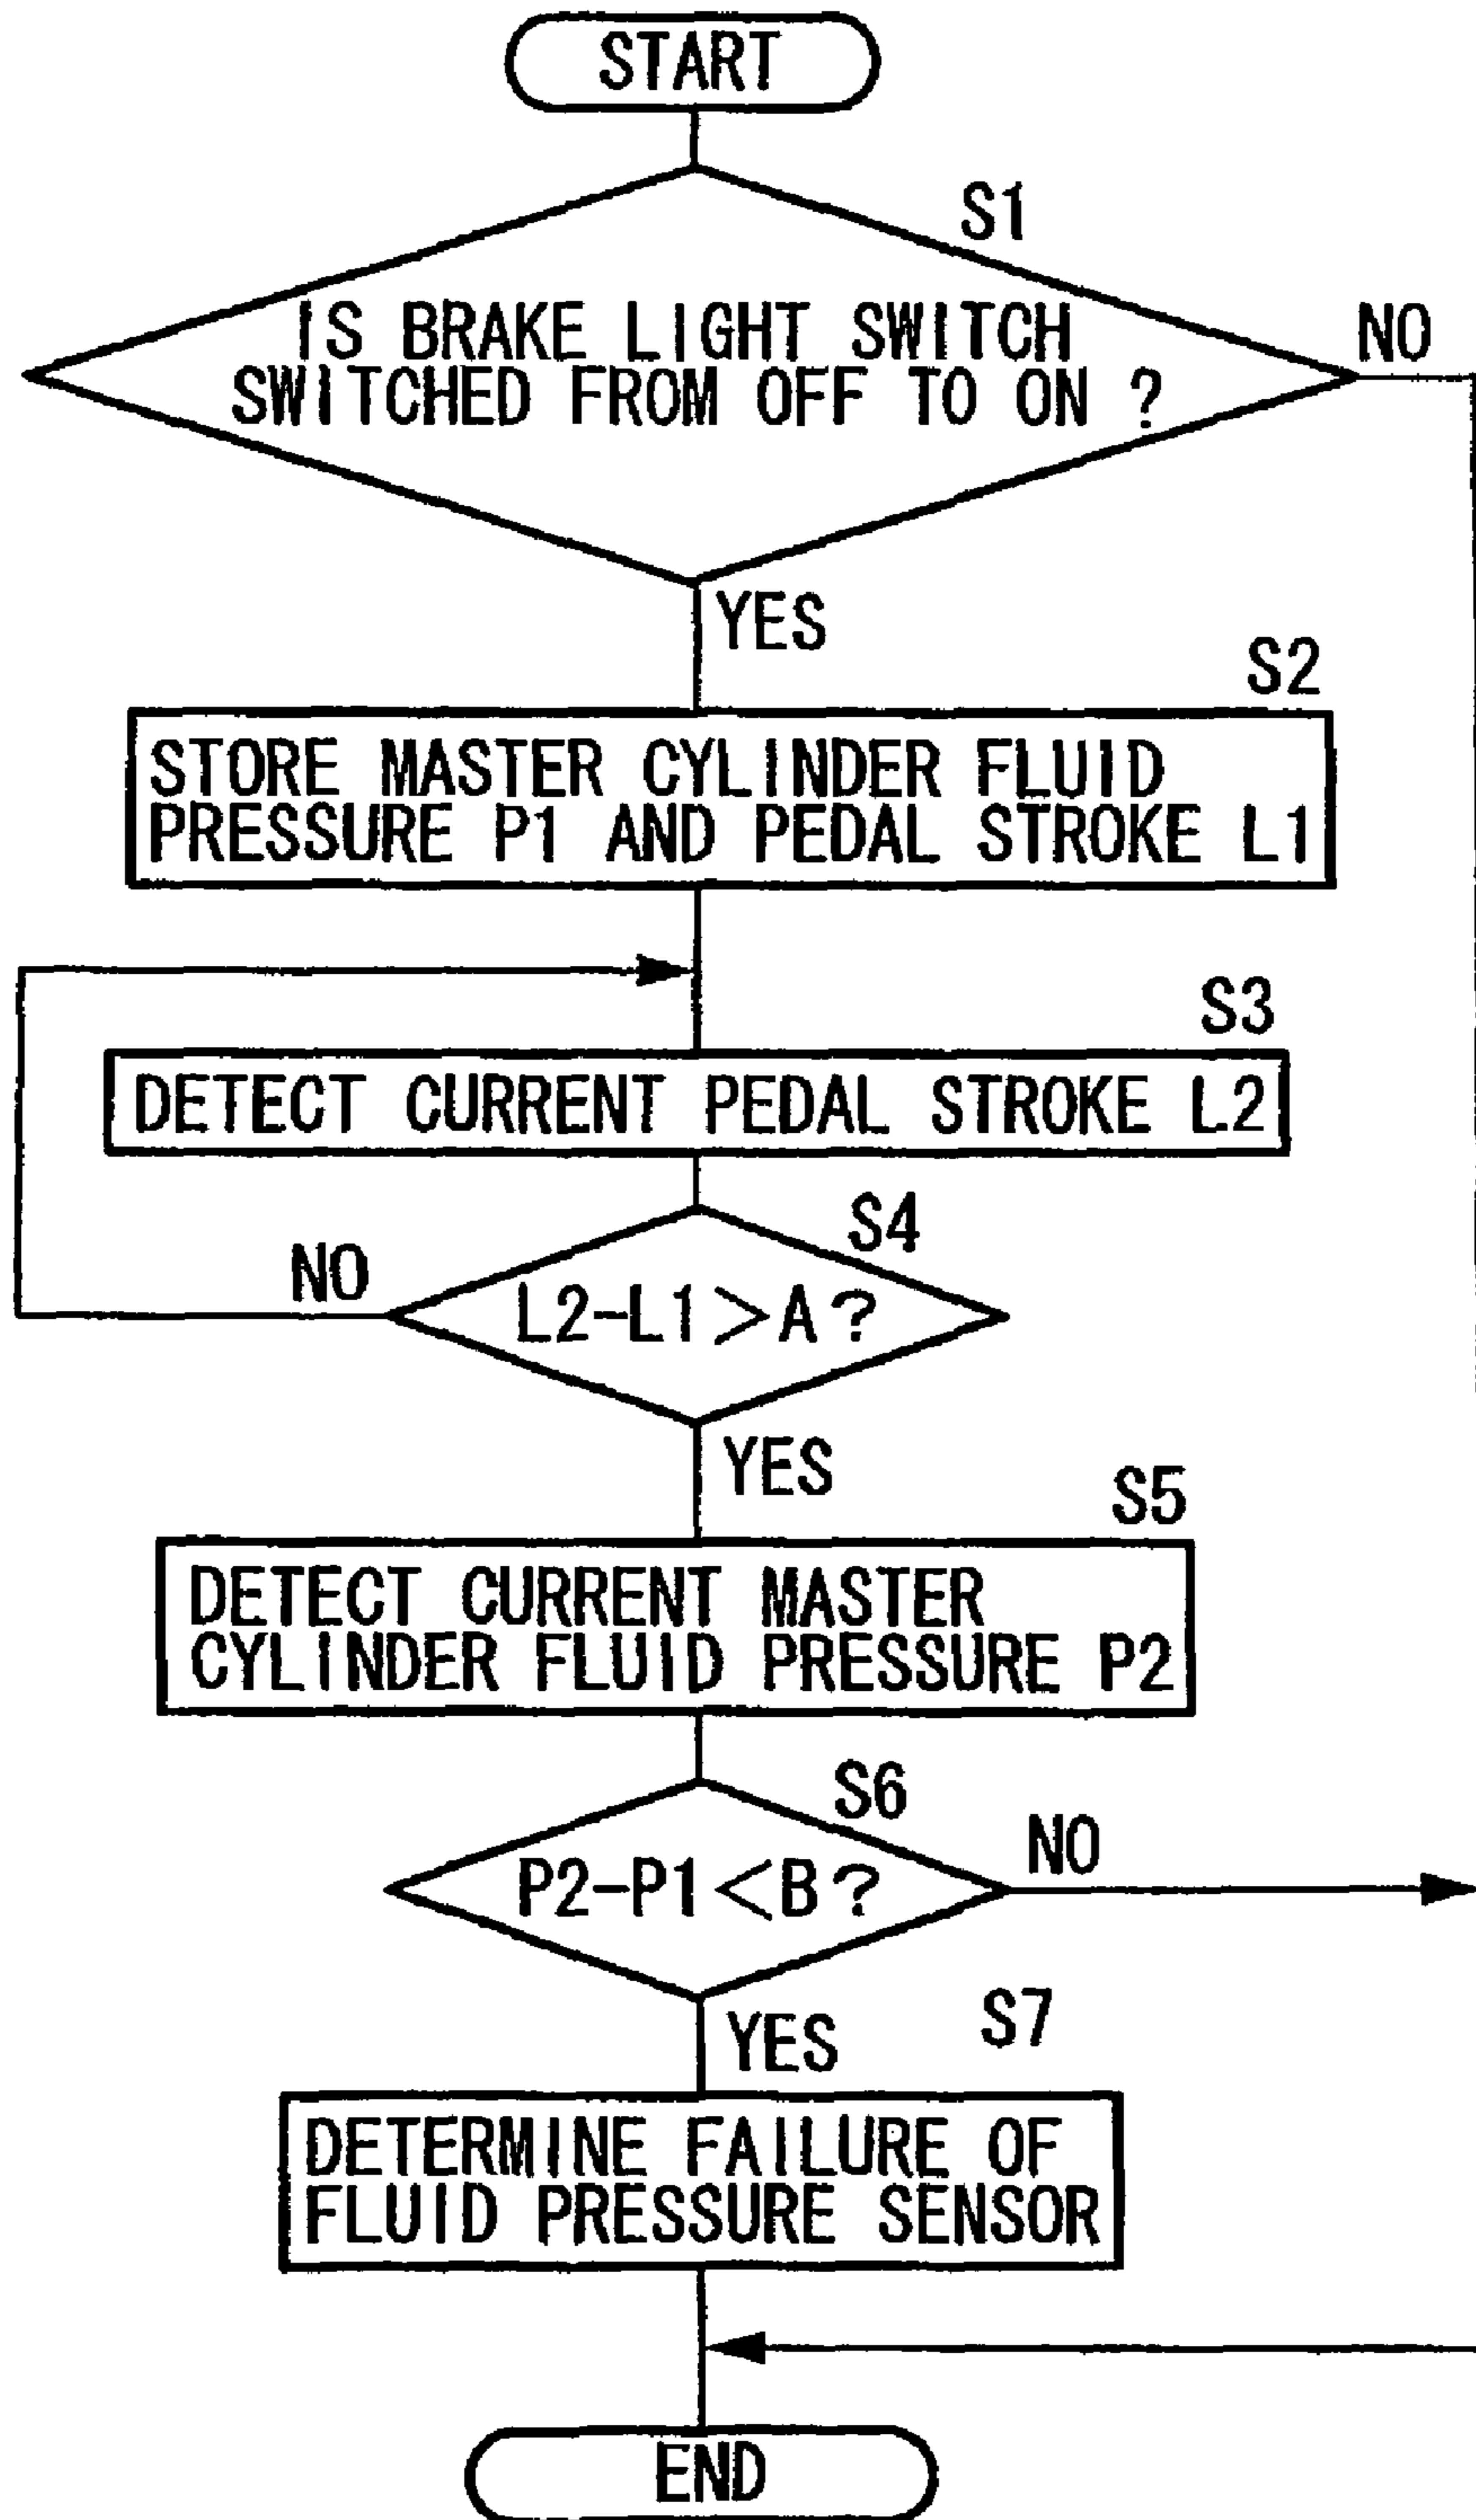 START
S1
IS BRAKE LIGHT SWITCH
SWITCHED FROM OFF TO ON ?
NO
YES
S2
STORE MASTER CYLINDER FLUID
PRESSURE P1 AND PEDAL STROKE L1
S3
DETECT CURRENT PEDAL STROKE L2
S4
NO
L2-L1>A?
YES
S5
DETECT CURRENT MASTER
CYLINDER FLUID PRESSURE P2
S6
NO
P2-P1<B?
YES
S7
DETERMINE FAILURE OF
FLUID PRESSURE SENSOR
END